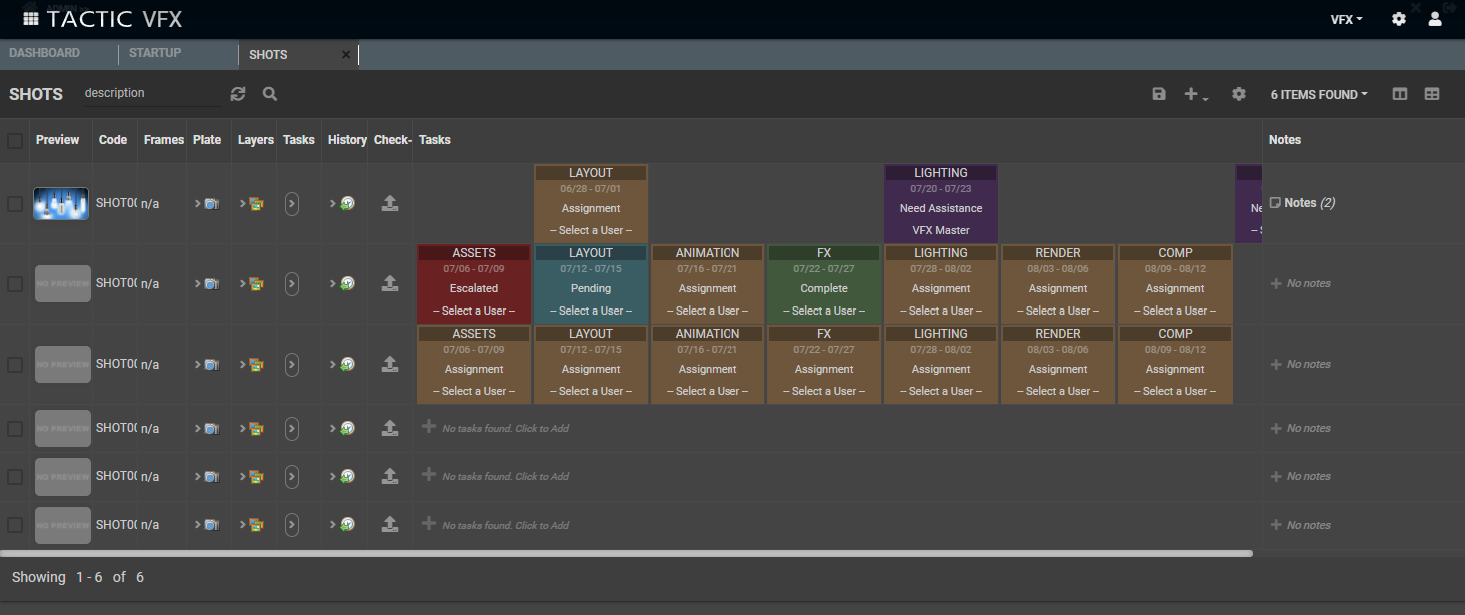 TACTIC VFX
VFX
DASHBOARD STARTUP SHOTS
SHOTS description 6 ITEMS FOUND
Preview Code Frames Plate Layers Tasks History Check- Tasks Notes
LAYOUT LIGHTING
06/28 - 07/01 07/20 - 07/23
SHOT00 n/a Assignment Need Assistance Ne Notes (2)
-- Select a User -- VFX Master -- S
ASSETS LAYOUT ANIMATION FX LIGHTING RENDER COMP
07/06 - 07/09 07/12 - 07/15 07/16 - 07/21 07/22 - 07/27 07/28 - 08/02 08/03 - 08/06 08/09 - 08/12
NO PREVIEW SHOT00 n/a Escalated Pending Assignment Complete Assignment Assignment Assignment No notes
-- Select a User -- -- Select a User -- -- Select a User -- -- Select a User -- -- Select a User -- -- Select a User -- -- Select a User --
ASSETS LAYOUT ANIMATION FX LIGHTING RENDER COMP
07/06 - 07/09 07/12 - 07/15 07/16 - 07/21 07/22 - 07/27 07/28 - 08/02 08/03 - 08/06 08/09 - 08/12
NO PREVIEW SHOT00 n/a Assignment Assignment Assignment Assignment Assignment Assignment Assignment No notes
-- Select a User -- -- Select a User -- -- Select a User -- -- Select a User -- -- Select a User -- -- Select a User -- -- Select a User --
NO PREVIEW SHOT00 n/a No tasks found. Click to Add No notes
NO PREVIEW SHOT00 n/a No tasks found. Click to Add No notes
NO PREVIEW SHOT00 n/a No tasks found. Click to Add No notes
Showing 1 - 6 of 6